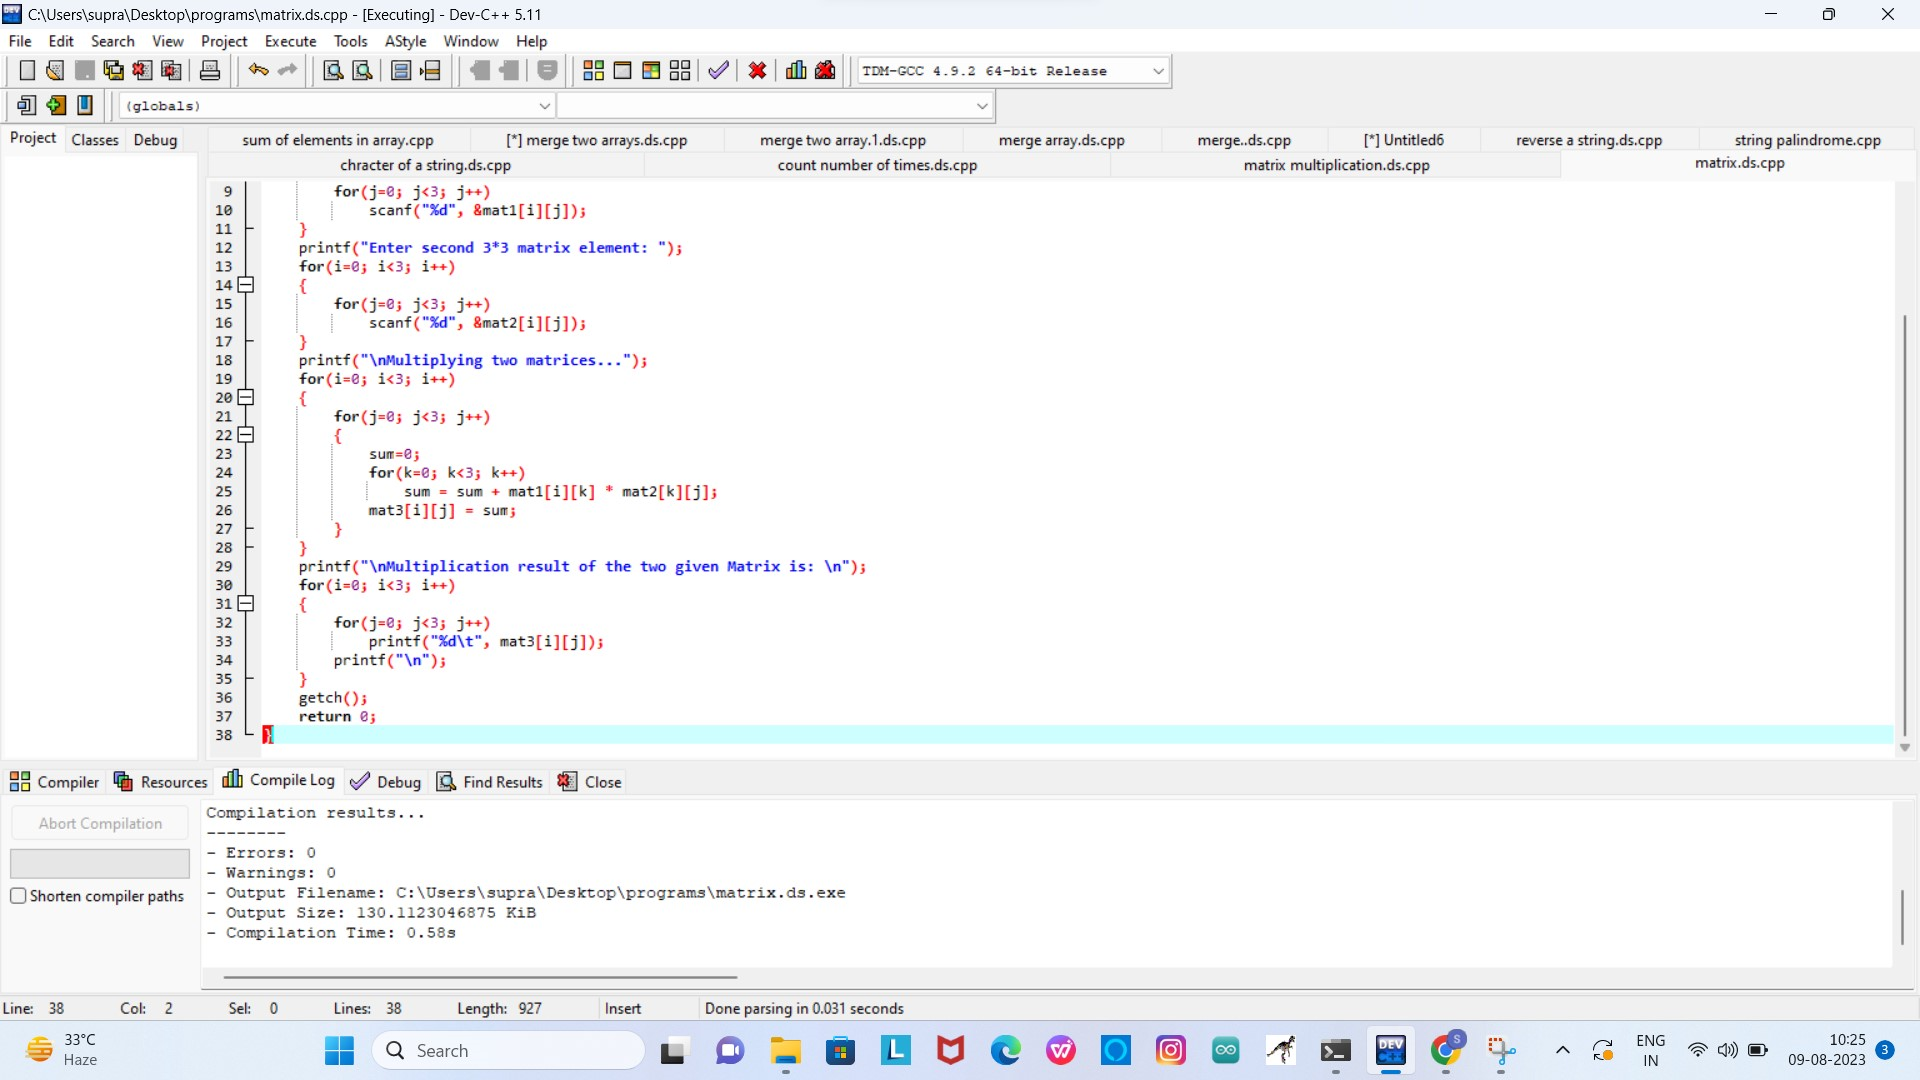 C:\Users\supra\Desktop\programs\matrix.ds.cpp - [Executing] - Dev-C++ 5.11
File Edit Search View Project Execute Tools AStyle Window Help
TDM-GCC 4.9.2 64-bit Release
(globals)
Project Classes Debug
sum of elements in array.cpp [*] merge two arrays.ds.cpp merge two array.1.ds.cpp merge array.ds.cpp merge..ds.cpp [*] Untitled6 reverse a string.ds.cpp string palindrome.cpp
chracter of a string.ds.cpp count number of times.ds.cpp matrix multiplication.ds.cpp matrix.ds.cpp
9 for(j=0; j<3; j++)
10 scanf("%d", &mat1[i][j]);
11 }
12 printf("Enter second 3*3 matrix element: ");
13 for(i=0; i<3; i++)
14 {
15 for(j=0; j<3; j++)
16 scanf("%d", &mat2[i][j]);
17 }
18 printf("\nMultiplying two matrices...");
19 for(i=0; i<3; i++)
20 {
21 for(j=0; j<3; j++)
22 {
23 sum=0;
24 for(k=0; k<3; k++)
25 sum = sum + mat1[i][k] * mat2[k][j];
26 mat3[i][j] = sum;
27 }
28 }
29 printf("\nMultiplication result of the two given Matrix is: \n");
30 for(i=0; i<3; i++)
31 {
32 for(j=0; j<3; j++)
33 printf("%d\t", mat3[i][j]);
34 printf("\n");
35 }
36 getch();
37 return 0;
38 }
Compiler Resources Compile Log Debug Find Results Close
Abort Compilation
Shorten compiler paths
Compilation results...
--------
- Errors: 0
- Warnings: 0
- Output Filename: C:\Users\supra\Desktop\programs\matrix.ds.exe
- Output Size: 130.1123046875 KiB
- Compilation Time: 0.58s
Line: 38 Col: 2 Sel: 0 Lines: 38 Length: 927 Insert Done parsing in 0.031 seconds
33°C
Haze
Search
DEV
S
ENG
IN
10:25
09-08-2023
3